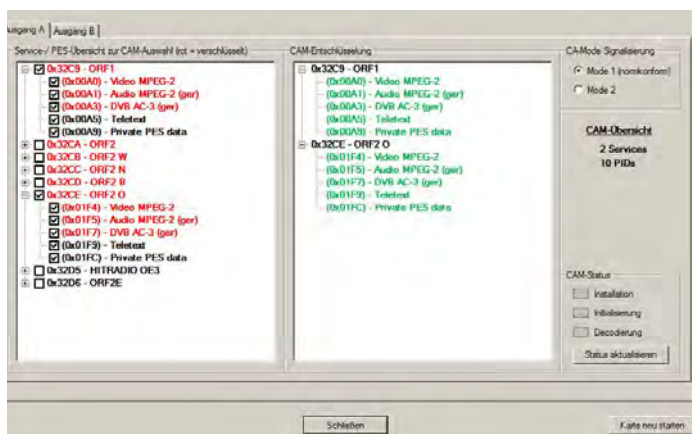 Ausgang A | Ausgang B
Service-/ PES-Übersicht zur CAM-Auswahl (rot = verschlüsselt)
0x32C9 - ORF1
(0x00A0) - Video MPEG-2
(0x00A1) - Audio MPEG-2 (ger)
(0x00A3) - DVB AC-3 (ger)
(0x00A5) - Teletext
(0x00A9) - Private PES data
0x32CA - ORF2
0x32CB - ORF2 W
0x32CC - ORF2 N
0x32CD - ORF2 B
0x32CE - ORF2 O
(0x01F4) - Video MPEG-2
(0x01F5) - Audio MPEG-2 (ger)
(0x01F7) - DVB AC-3 (ger)
(0x01F9) - Teletext
(0x01FC) - Private PES data
0x32D5 - HITRADIO OE3
0x32D6 - ORF2E
CAM-Entschlüsselung
0x32C9 - ORF1
(0x00A0) - Video MPEG-2
(0x00A1) - Audio MPEG-2 (ger)
(0x00A3) - DVB AC-3 (ger)
(0x00A5) - Teletext
(0x00A9) - Private PES data
0x32CE - ORF2 O
(0x01F4) - Video MPEG-2
(0x01F5) - Audio MPEG-2 (ger)
(0x01F7) - DVB AC-3 (ger)
(0x01F9) - Teletext
(0x01FC) - Private PES data
CA-Mode Signalisierung
Mode 1 (normkonform)
Mode 2
CAM-Übersicht
2 Services
10 PIDs
CAM-Status
Installation
Initialisierung
Decodierung
Status aktualisieren
Schließen
Karte neu starten